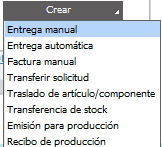 Crear
Entrega manual
Entrega automática
Factura manual
Transferir solicitud
Traslado de artículo/componente
Transferencia de stock
Emisión para producción
Recibo de producción